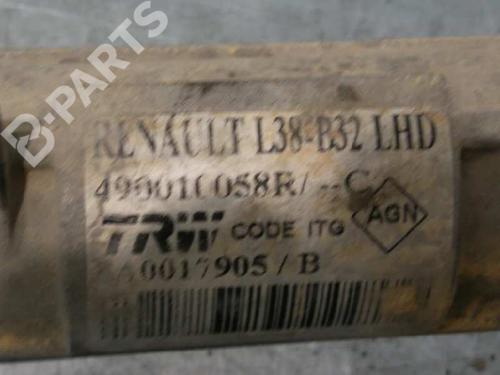 B-PARTS
RENAULT L38-B32 LHD
490010058R/--C
TRW CODE ITG AGN
A0017905/B